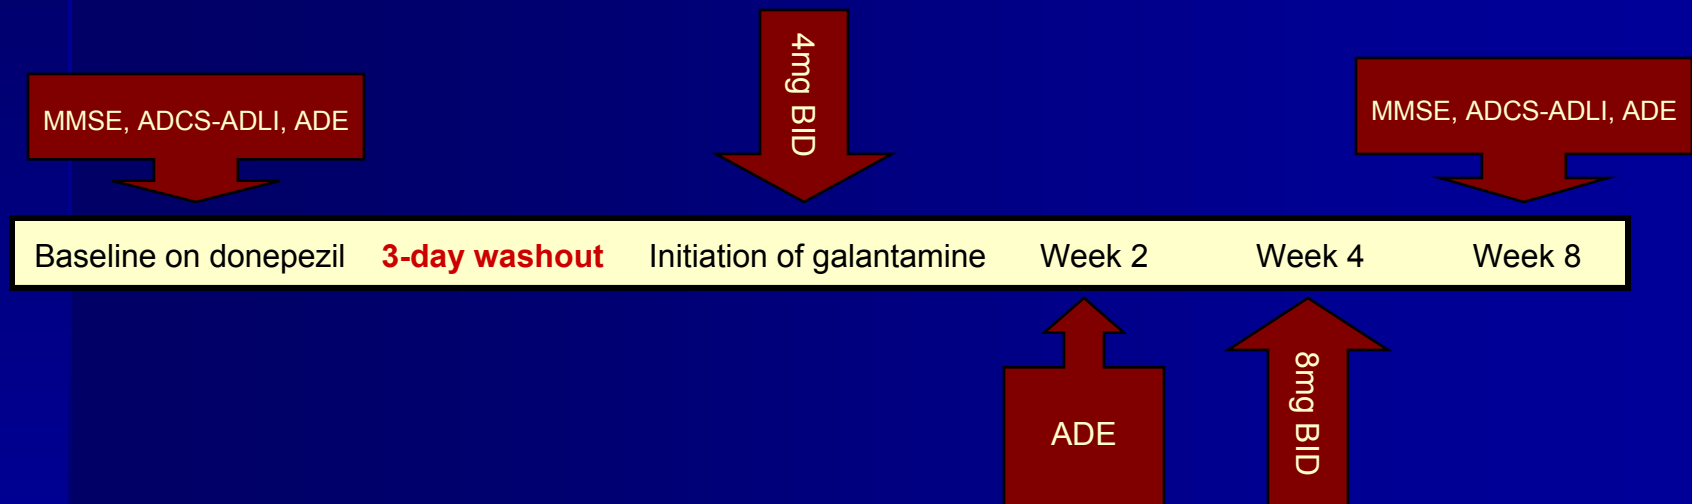 4mg BID
MMSE, ADCS-ADLI, ADE
MMSE, ADCS-ADLI, ADE
Baseline on donepezil 3-day washout Initiation of galantamine Week 2 Week 4 Week 8
ADE
8mg BID